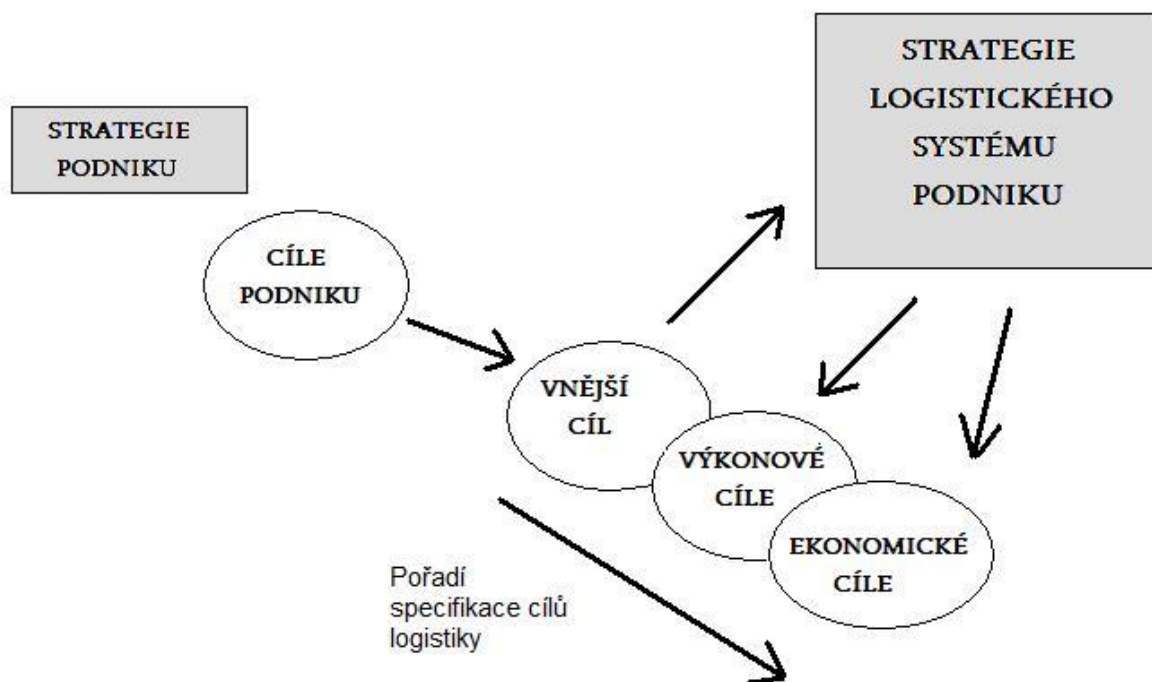 STRATEGIE
PODNIKU
CÍLE
PODNIKU
STRATEGIE
LOGISTICKÉHO
SYSTÉMU
PODNIKU
VNĚJŠÍ
CÍL
VÝKONOVÉ
CÍLE
EKONOMICKÉ
CÍLE
Pořadí
specifikace cílů
logistiky